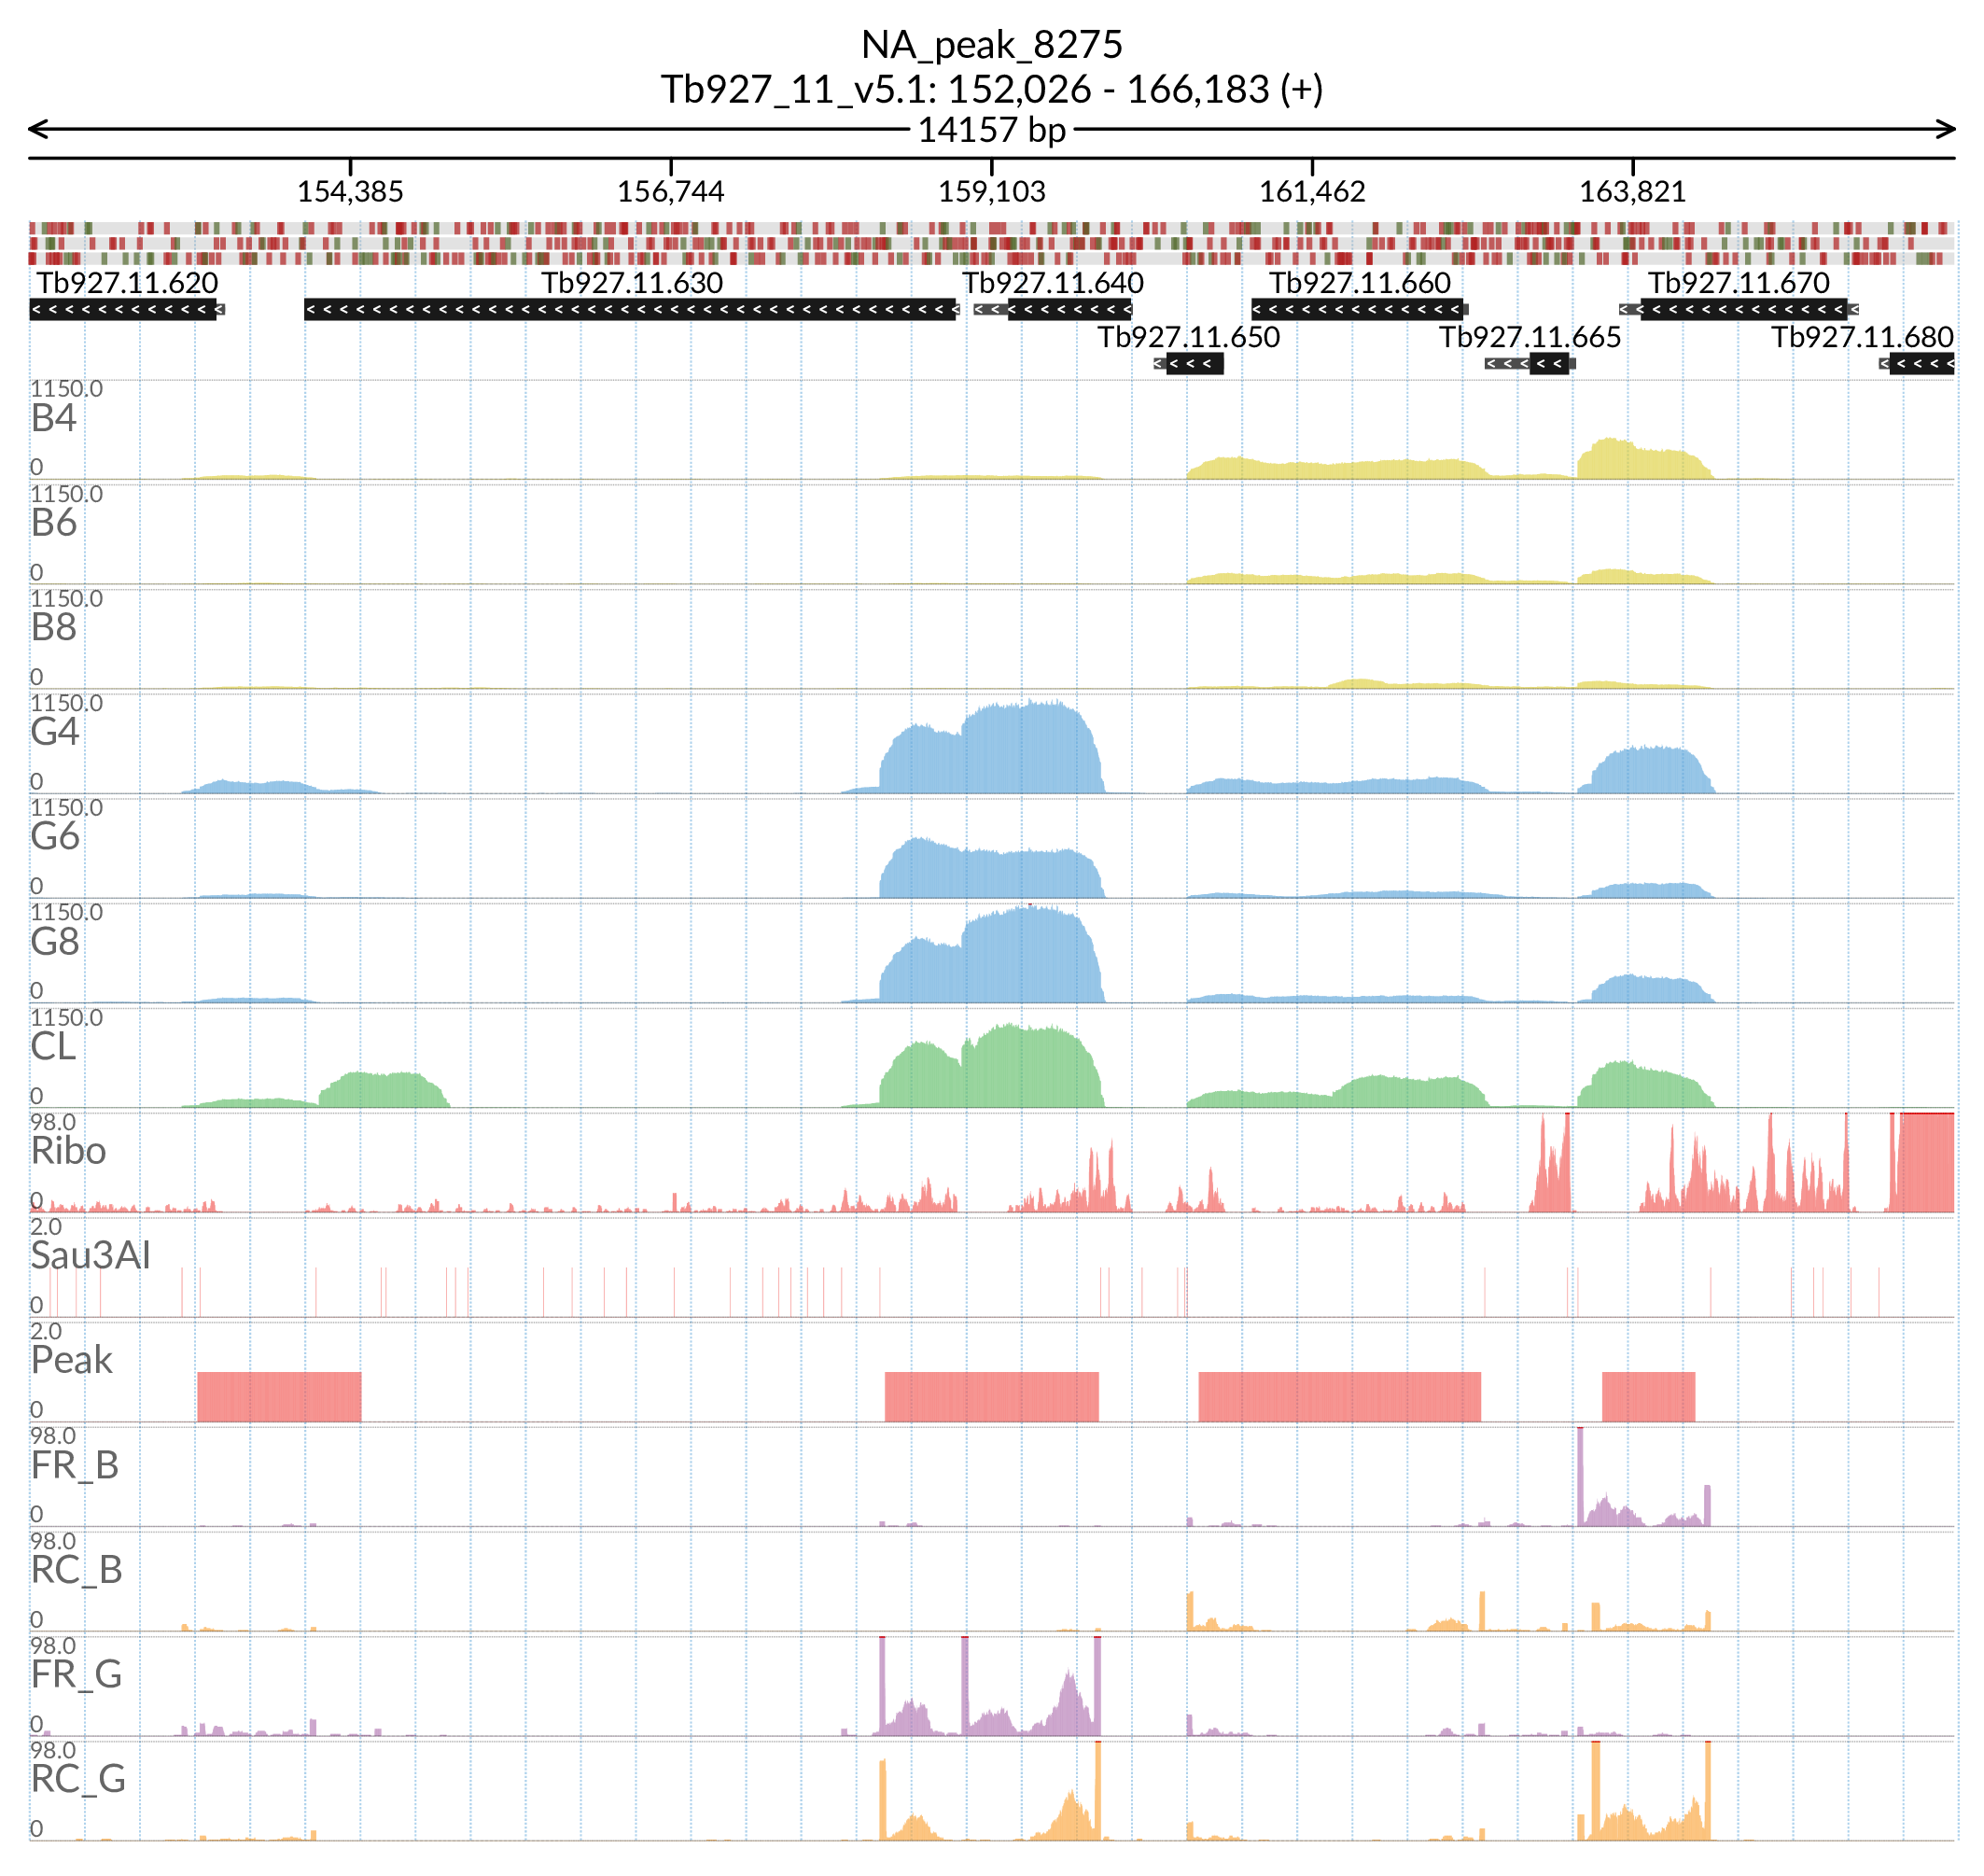 NA_peak_8275
Tb927_11_v5.1: 152,026 - 166,183 (+)
14157 bp
154,385 156,744 159,103 161,462 163,821
Tb927.11.620 Tb927.11.630 Tb927.11.640 Tb927.11.660 Tb927.11.670
Tb927.11.650 Tb927.11.665 Tb927.11.680
1150.0
B4
0
1150.0
B6
0
1150.0
B8
0
1150.0
G4
0
1150.0
G6
0
1150.0
G8
0
1150.0
CL
0
98.0
Ribo
0
2.0
Sau3AI
0
2.0
Peak
0
98.0
FR_B
0
98.0
RC_B
0
98.0
FR_G
0
98.0
RC_G
0